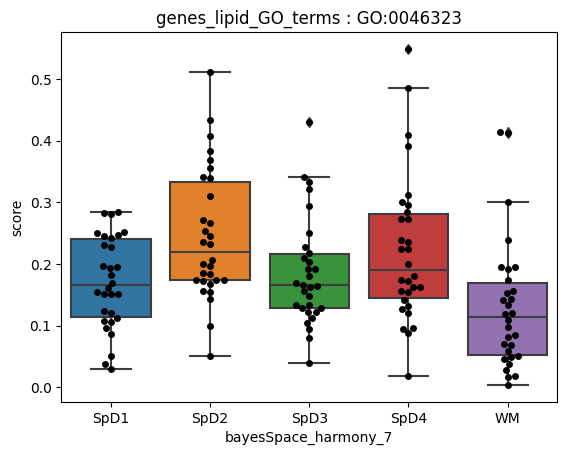 genes_lipid_GO_terms : GO:0046323
score
0.5
0.4
0.3
0.2
0.1
0.0
SpD1 SpD2 SpD3 SpD4 WM
bayesSpace_harmony_7